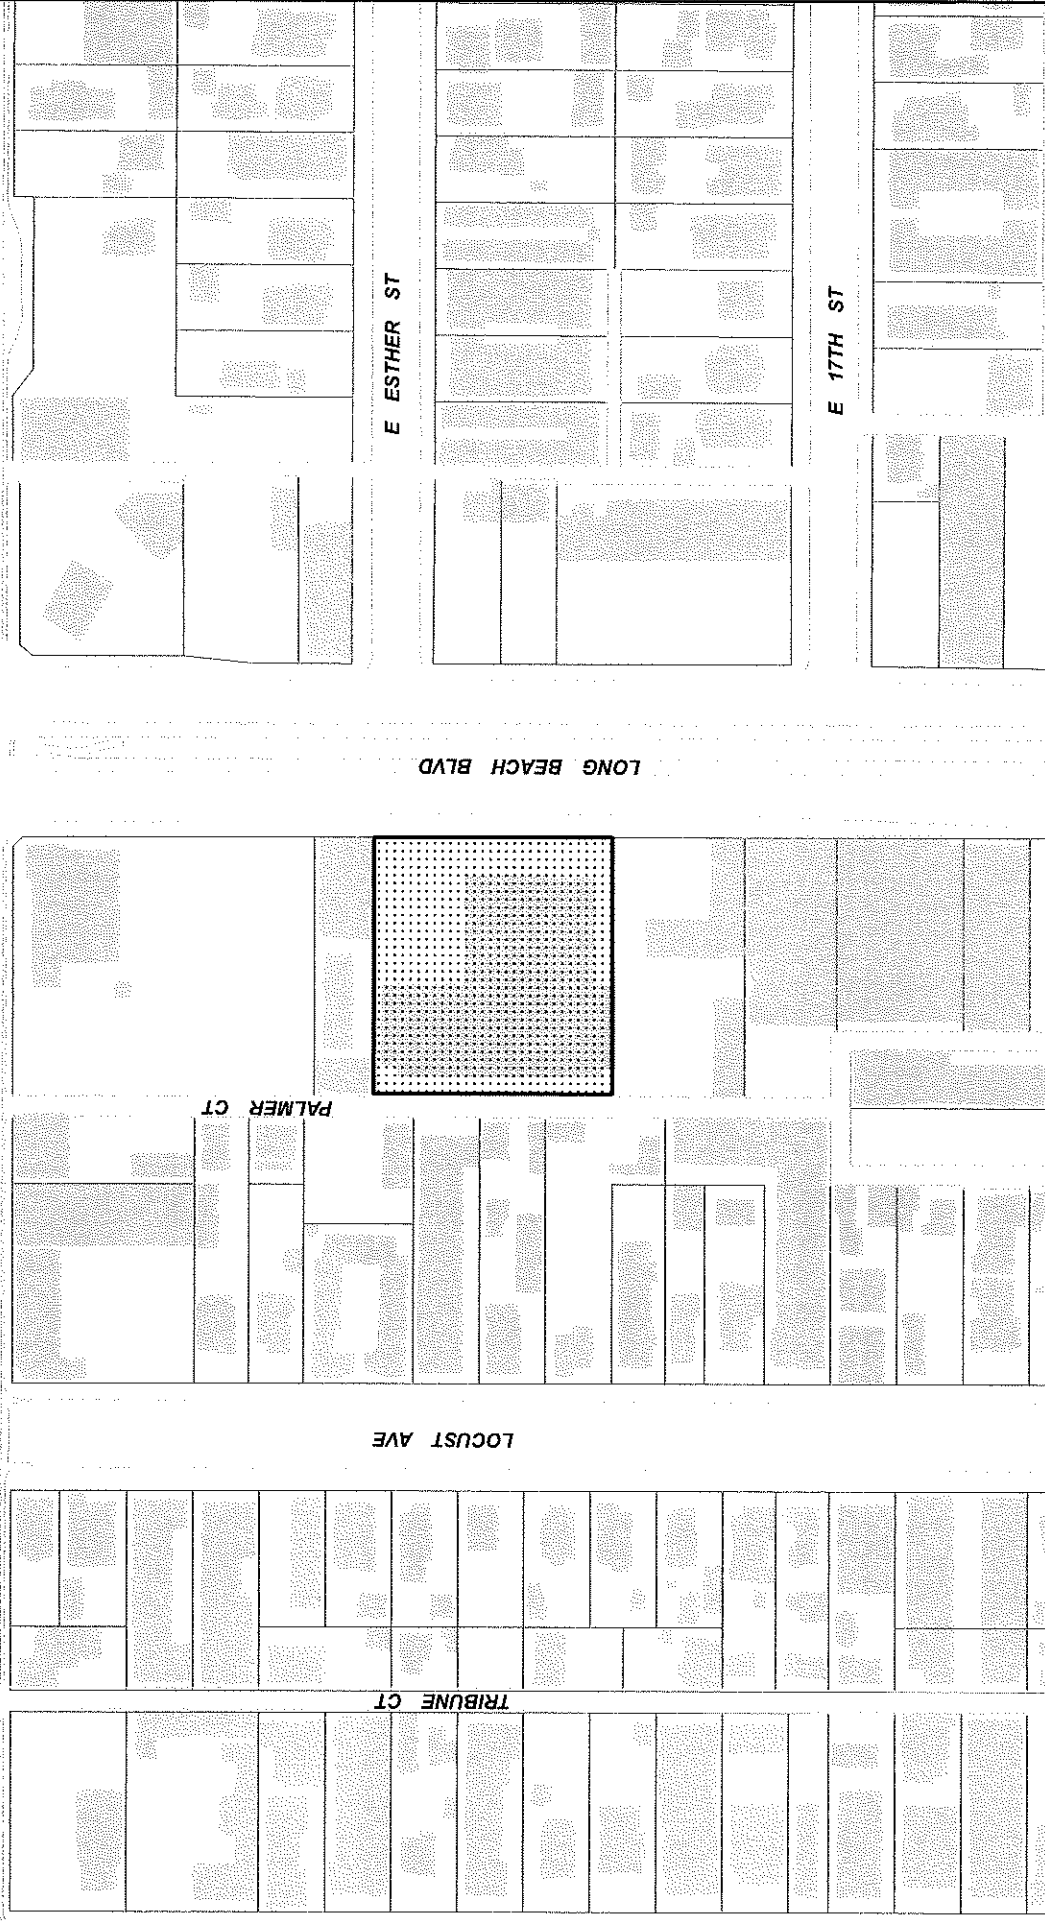 E ESTHER ST
E 17TH ST
LONG BEACH BLVD
PALMER CT
LOCUST AVE
TRIBUNE CT